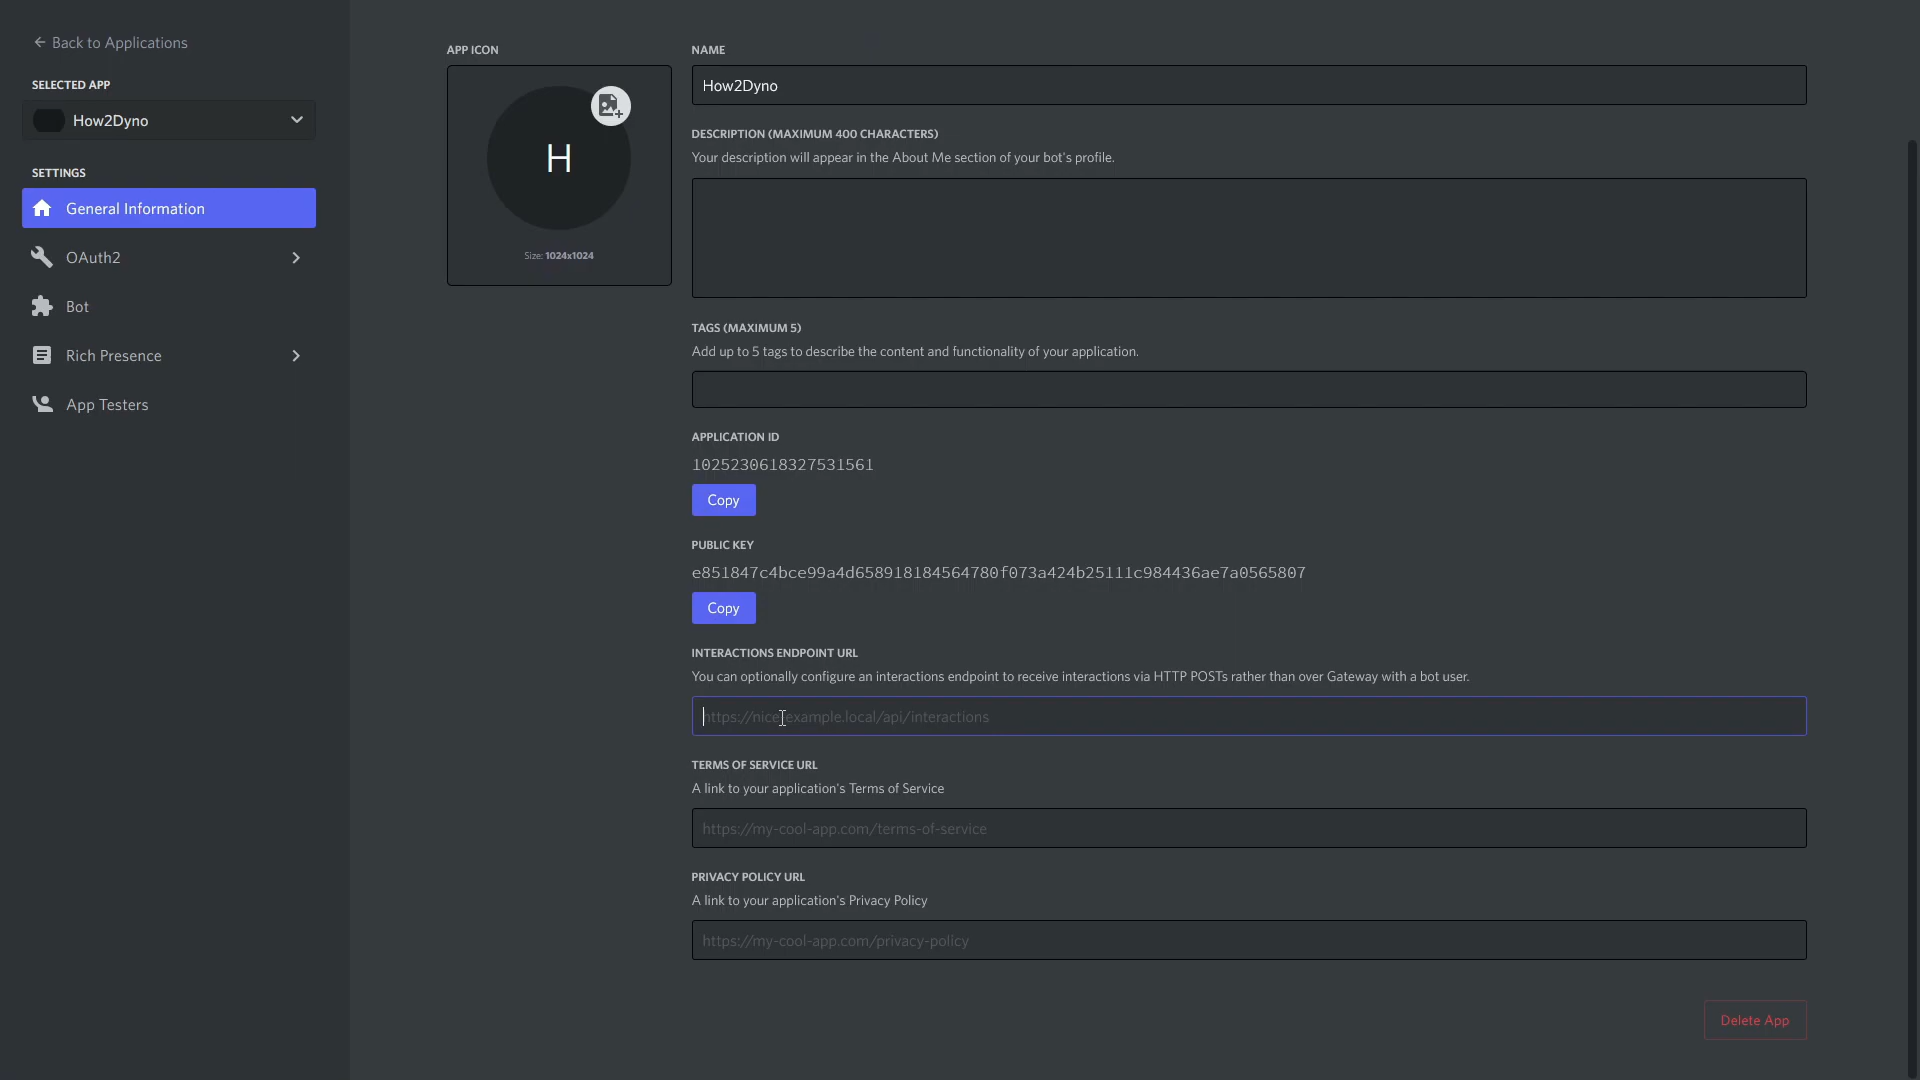 Back to Applications
SELECTED APP
How2Dyno
SETTINGS
General Information
OAuth2
Bot
Rich Presence
App Testers
APP ICON
H
Size: 1024x1024
NAME
How2Dyno
DESCRIPTION (MAXIMUM 400 CHARACTERS)
Your description will appear in the About Me section of your bot's profile.
TAGS (MAXIMUM 5)
Add up to 5 tags to describe the content and functionality of your application.
APPLICATION ID
1025230618327531561
Copy
PUBLIC KEY
e851847c4bce99a4d658918184564780f073a424b25111c984436ae7a0565807
Copy
INTERACTIONS ENDPOINT URL
You can optionally configure an interactions endpoint to receive interactions via HTTP POSTs rather than over Gateway with a bot user.
https://nice-example.local/api/interactions
TERMS OF SERVICE URL
A link to your application's Terms of Service
https://my-cool-app.com/terms-of-service
PRIVACY POLICY URL
A link to your application's Privacy Policy
https://my-cool-app.com/privacy-policy
Delete App